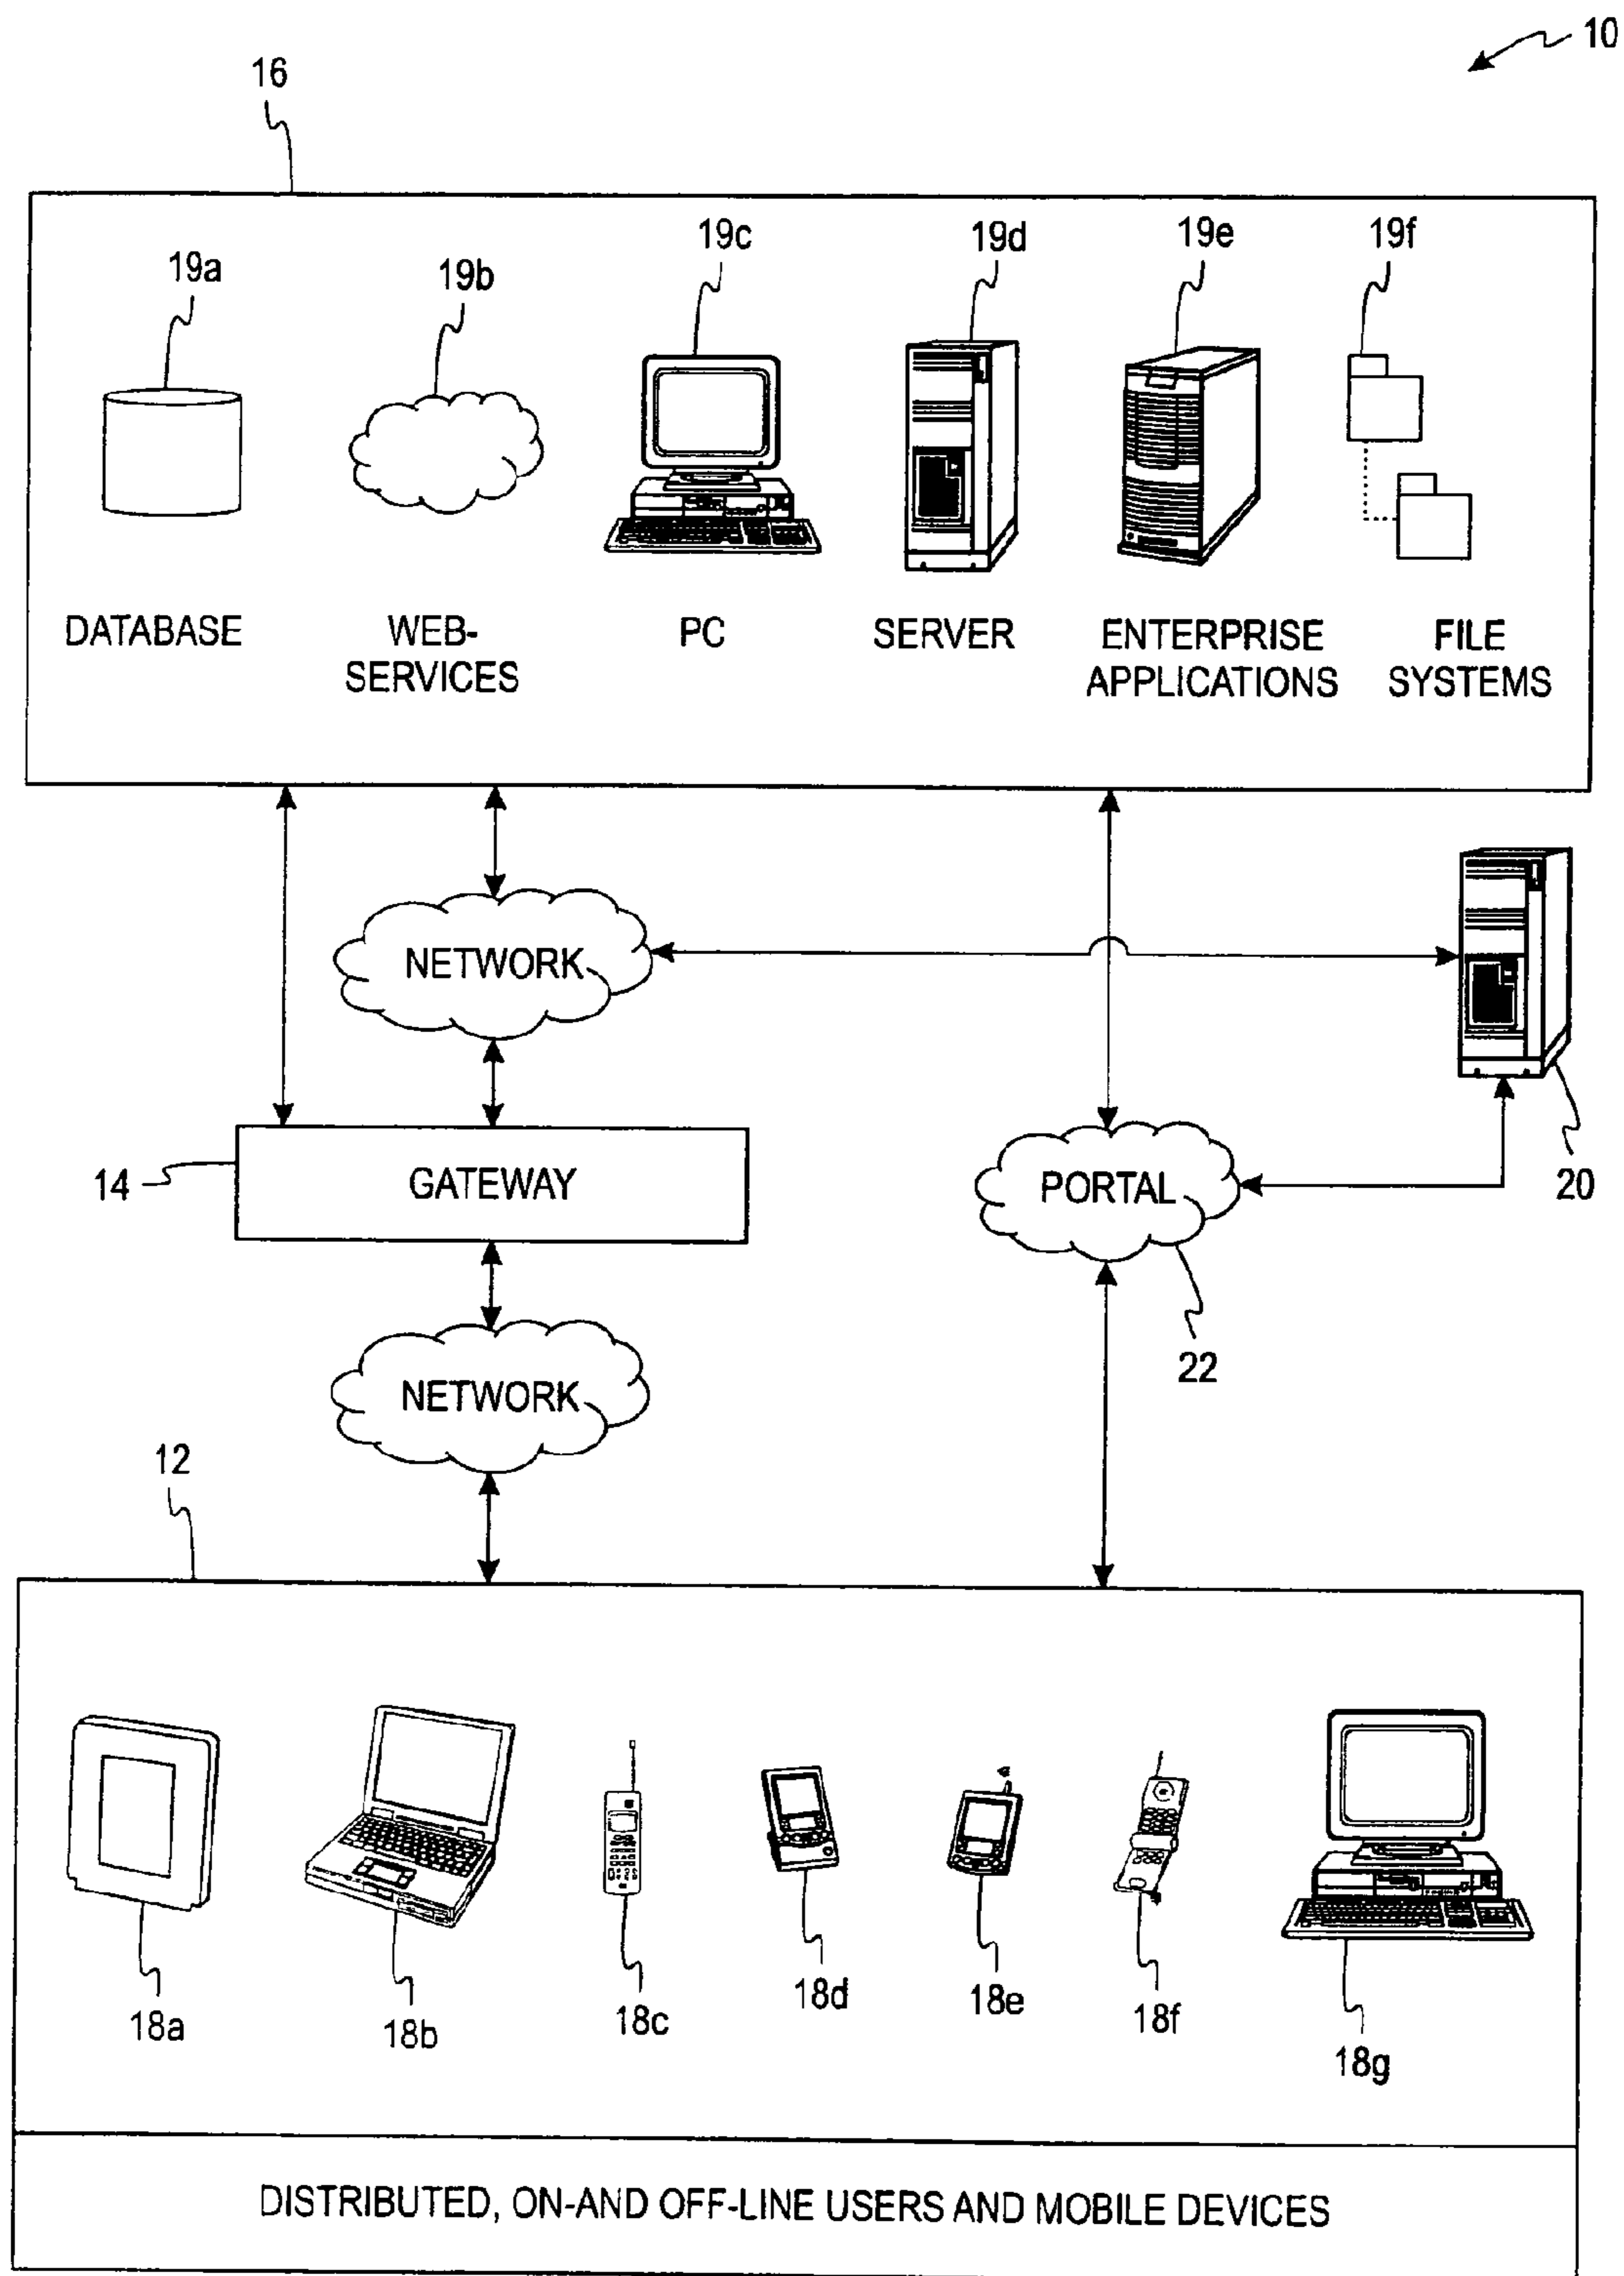 10
16
19a
19b
19c
19d
19e
19f
DATABASE
WEB-
SERVICES
PC
SERVER
ENTERPRISE
APPLICATIONS
FILE
SYSTEMS
NETWORK
14
GATEWAY
PORTAL
20
22
NETWORK
12
18a
18b
18c
18d
18e
18f
18g
DISTRIBUTED, ON-AND OFF-LINE USERS AND MOBILE DEVICES